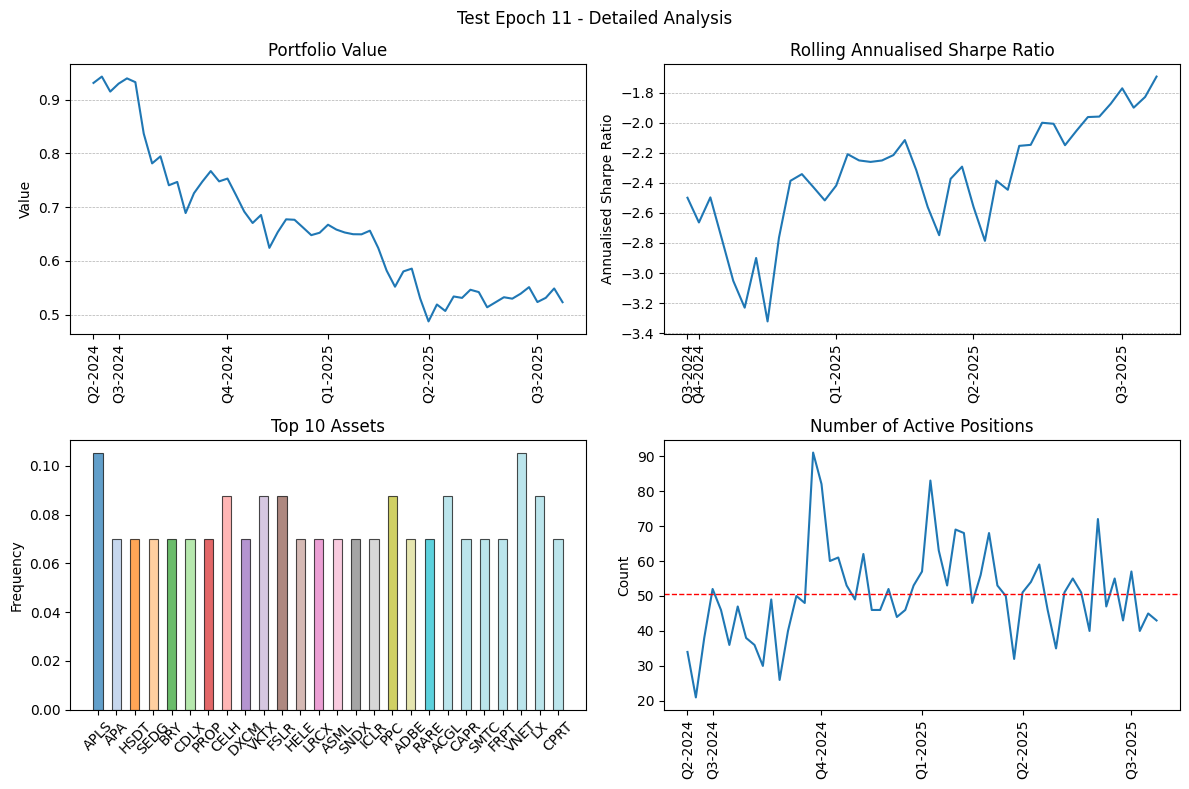 Test Epoch 11 - Detailed Analysis
Portfolio Value
Value
0.9
0.8
0.7
0.6
0.5
Q2-2024
Q3-2024
Q4-2024
Q1-2025
Q2-2025
Q3-2025
Rolling Annualised Sharpe Ratio
Annualised Sharpe Ratio
−1.8
−2.0
−2.2
−2.4
−2.6
−2.8
−3.0
−3.2
−3.4
Q3-2024
Q4-2024
Q1-2025
Q2-2025
Q3-2025
Top 10 Assets
Frequency
0.10
0.08
0.06
0.04
0.02
0.00
APLS
APA
HSDT
SEDG
BRY
CDLX
PROP
CELH
DXCM
VKTX
FSLR
HELE
LRCX
ASML
SNDX
ICLR
PPC
ADBE
RARE
ACGL
CAPR
SMTC
FRPT
VNET
LX
CPRT
Number of Active Positions
Count
90
80
70
60
50
40
30
20
Q2-2024
Q3-2024
Q4-2024
Q1-2025
Q2-2025
Q3-2025